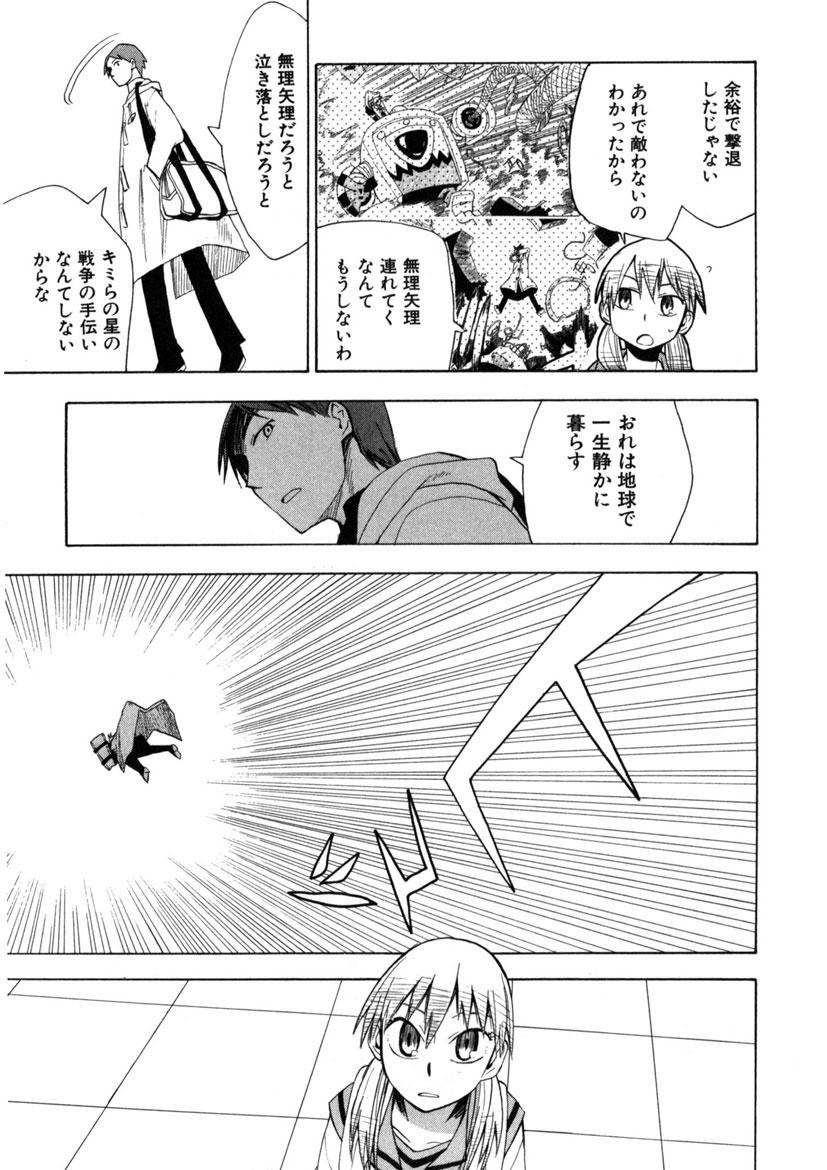 余裕で撃退
したじゃない
あれで敵わないの
わかったから
無理矢理
連れてく
なんて
もうしないわ
無理矢理だろうと
泣き落としだろうと
キミらの星の
戦争の手伝い
なんてしない
からな
おれは地球で
一生静かに
暮らす